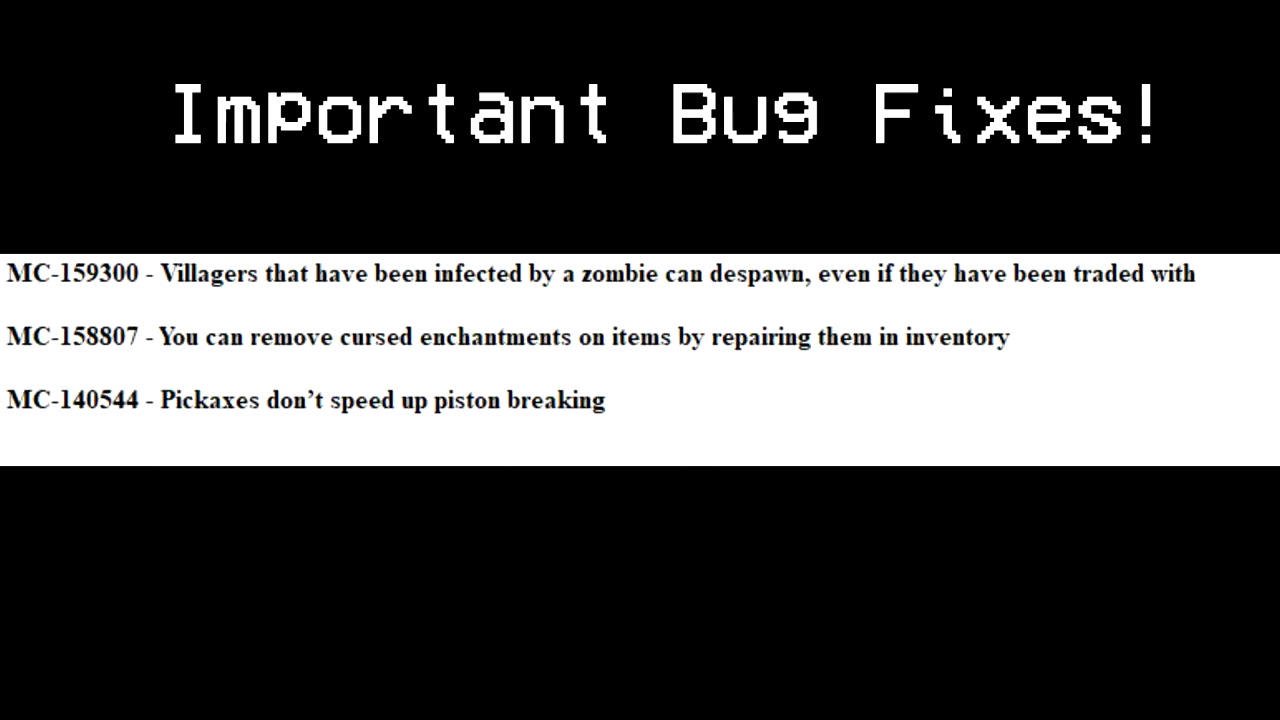 Important Bug Fixes!
MC-159300 - Villagers that have been infected by a zombie can despawn, even if they have been traded with
MC-158807 - You can remove cursed enchantments on items by repairing them in inventory
MC-140544 - Pickaxes don’t speed up piston breaking